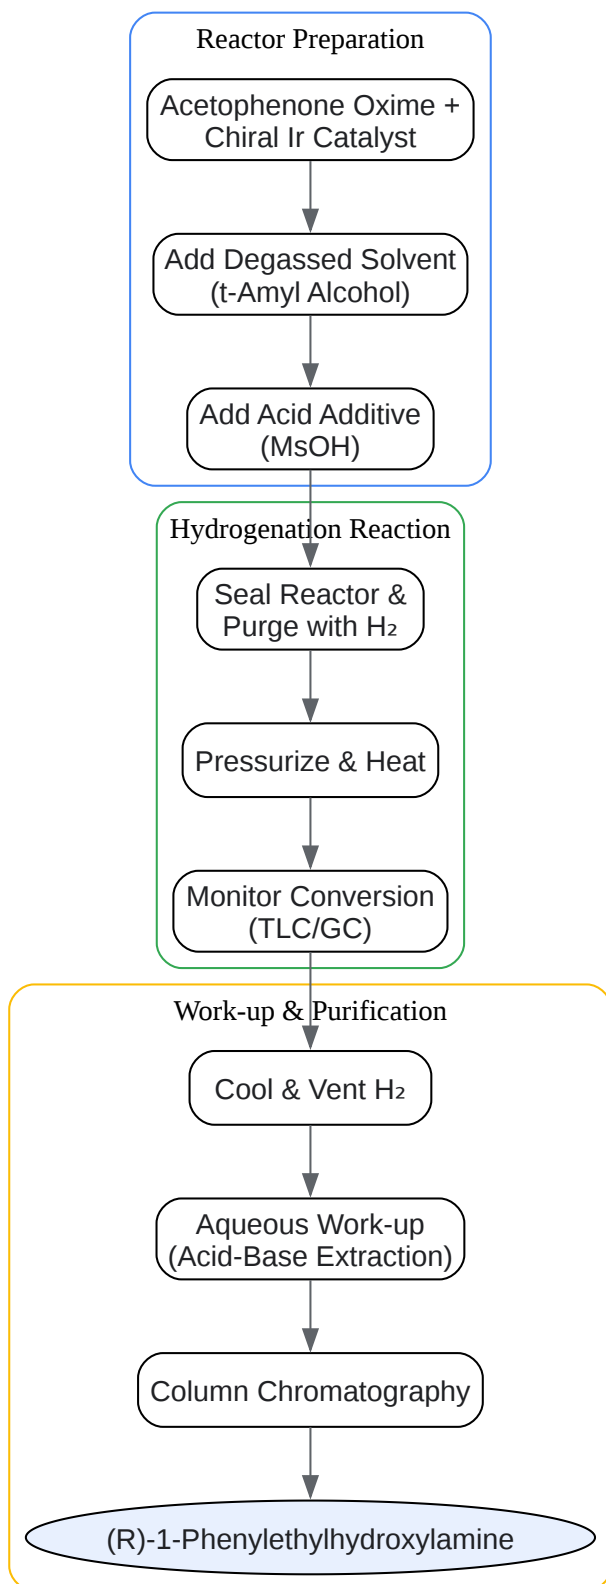 Reactor Preparation
Acetophenone Oxime +
Chiral Ir Catalyst
Add Degassed Solvent
(t-Amyl Alcohol)
Add Acid Additive
(MsOH)
Hydrogenation Reaction
Seal Reactor &
Purge with H₂
Pressurize & Heat
Monitor Conversion
(TLC/GC)
Work-up & Purification
Cool & Vent H₂
Aqueous Work-up
(Acid-Base Extraction)
Column Chromatography
(R)-1-Phenylethylhydroxylamine